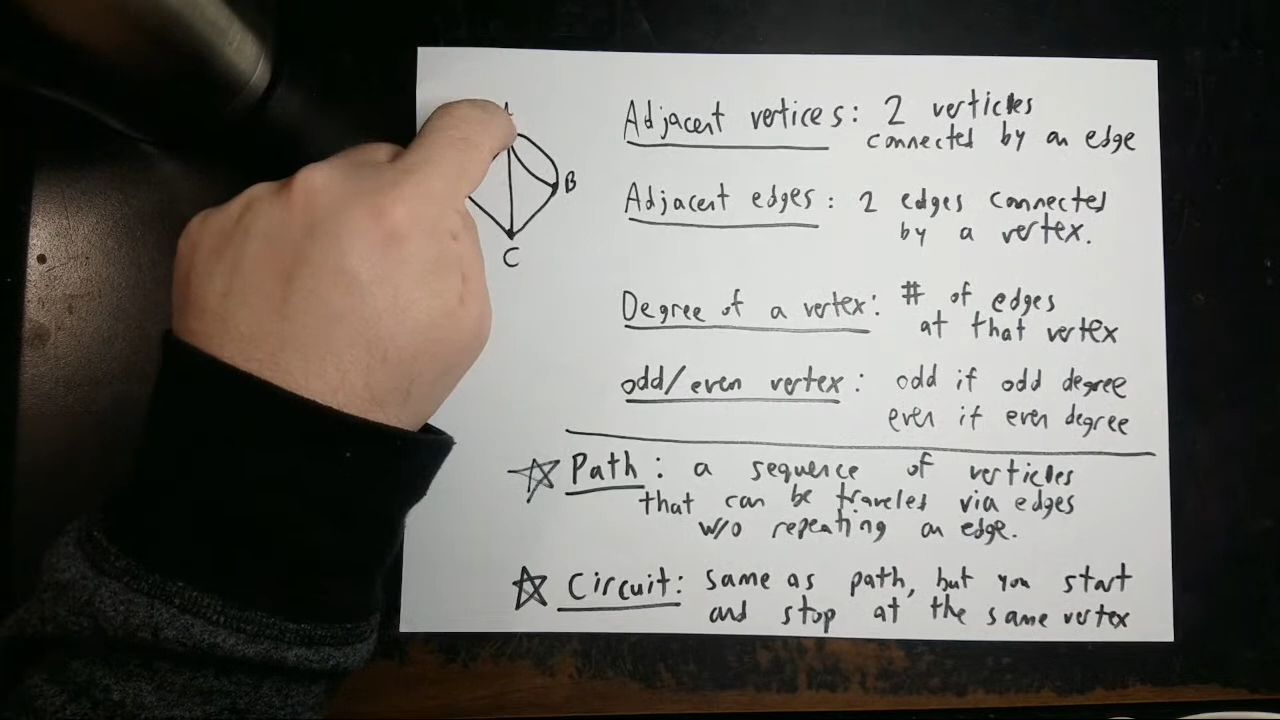 B
C
Adjacent vertices: 2 verticles
connected by an edge
Adjacent edges: 2 edges connected
by a vertex.
Degree of a vertex: # of edges
at that vertex
odd/even vertex: odd if odd degree
even if even degree
Path: a sequence of verticles
that can be traveled via edges
w/o repeating an edge.
Circuit: same as path, but you start
and stop at the same vertex